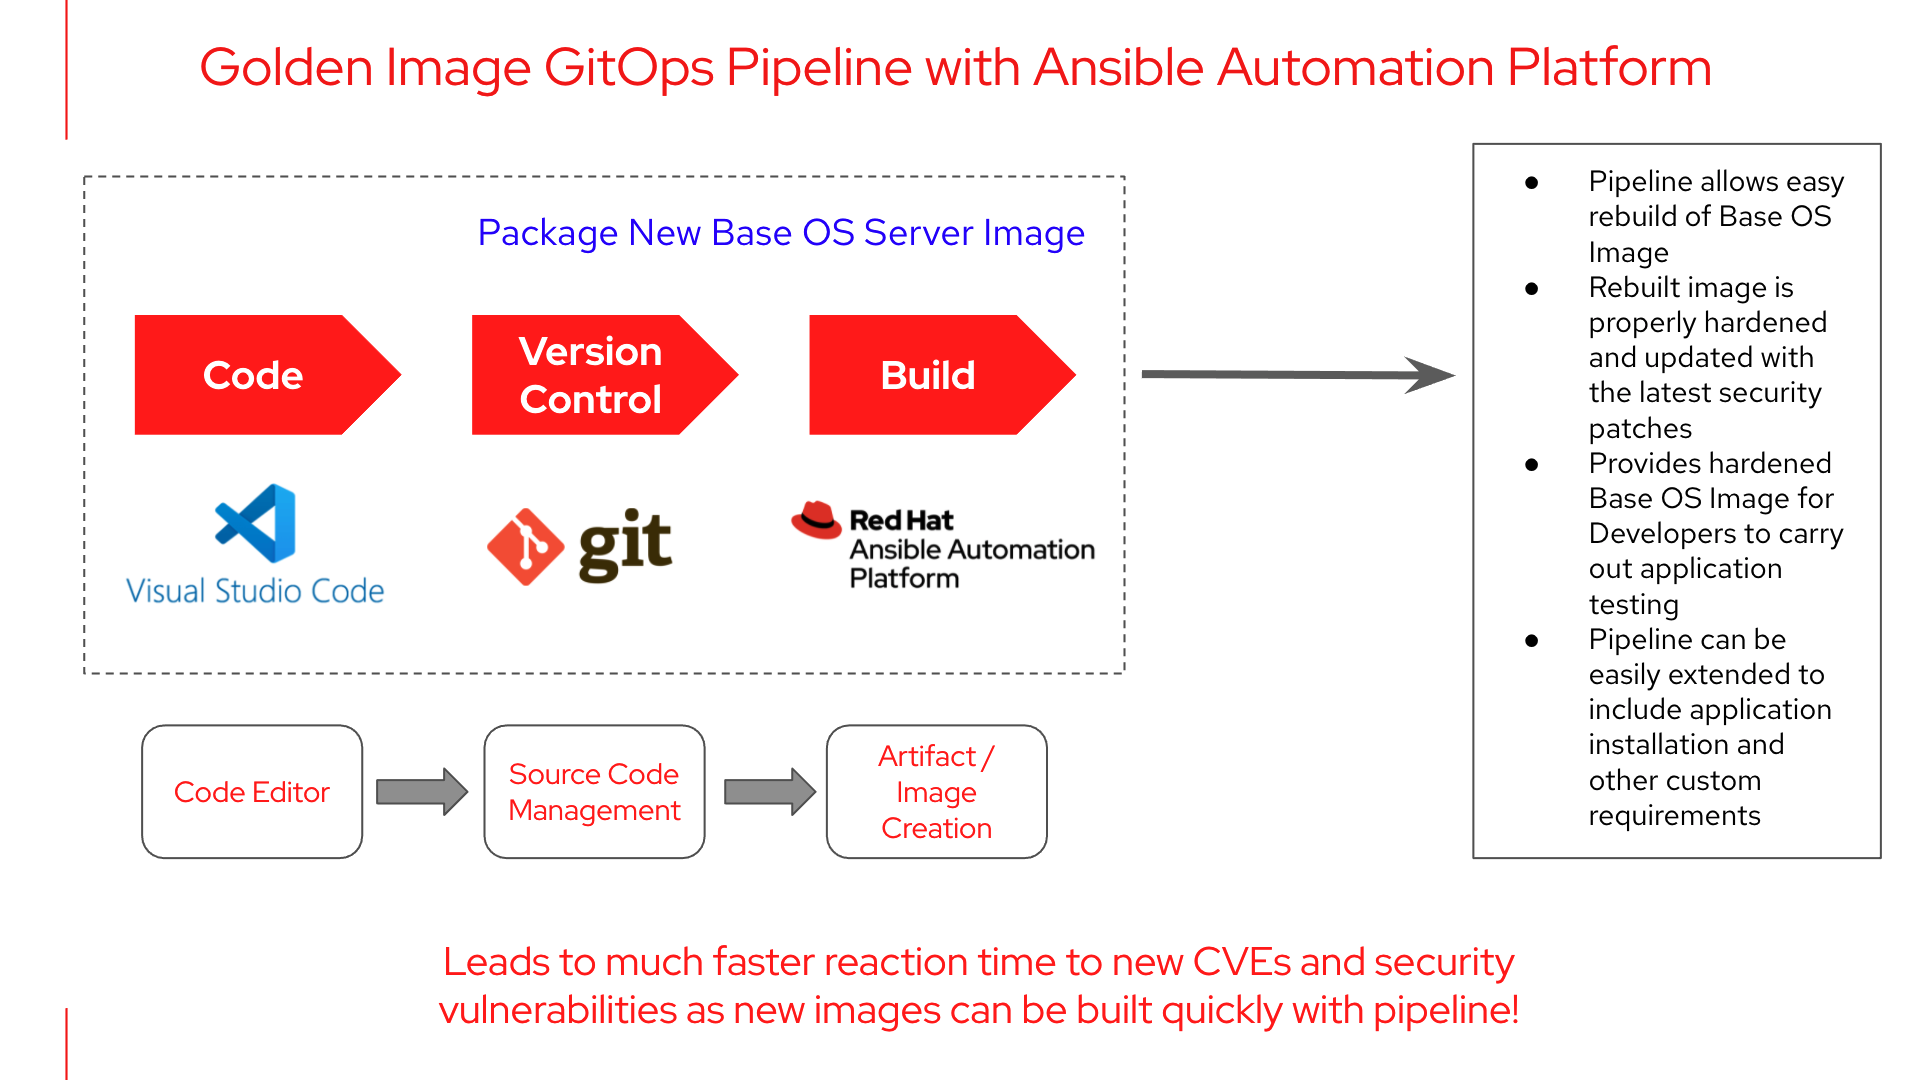 Golden Image GitOps Pipeline with Ansible Automation Platform
Package New Base OS Server Image
Code
Version
Control
Build
Visual Studio Code
git
Red Hat
Ansible Automation
Platform
Code Editor
Source Code
Management
Artifact /
Image
Creation
● Pipeline allows easy
rebuild of Base OS
Image
● Rebuilt image is
properly hardened
and updated with
the latest security
patches
● Provides hardened
Base OS Image for
Developers to carry
out application
testing
● Pipeline can be
easily extended to
include application
installation and
other custom
requirements
Leads to much faster reaction time to new CVEs and security
vulnerabilities as new images can be built quickly with pipeline!